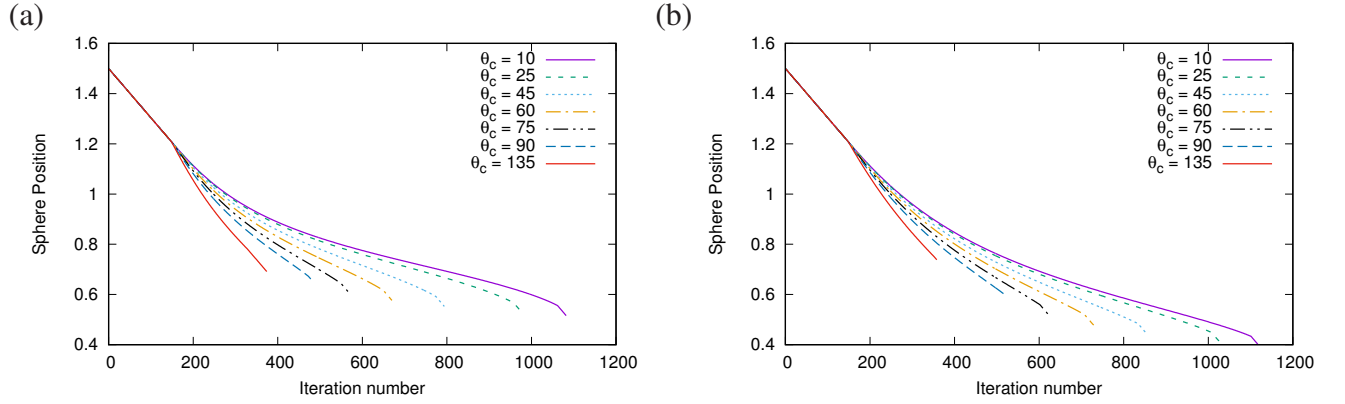 (a)
Sphere Position
1.6
1.4
1.2
1
0.8
0.6
0.4
0
200
400
600
800
1000
1200
Iteration number
θc = 10
θc = 25
θc = 45
θc = 60
θc = 75
θc = 90
θc = 135
(b)
Sphere Position
1.6
1.4
1.2
1
0.8
0.6
0.4
0
200
400
600
800
1000
1200
Iteration number
θc = 10
θc = 25
θc = 45
θc = 60
θc = 75
θc = 90
θc = 135